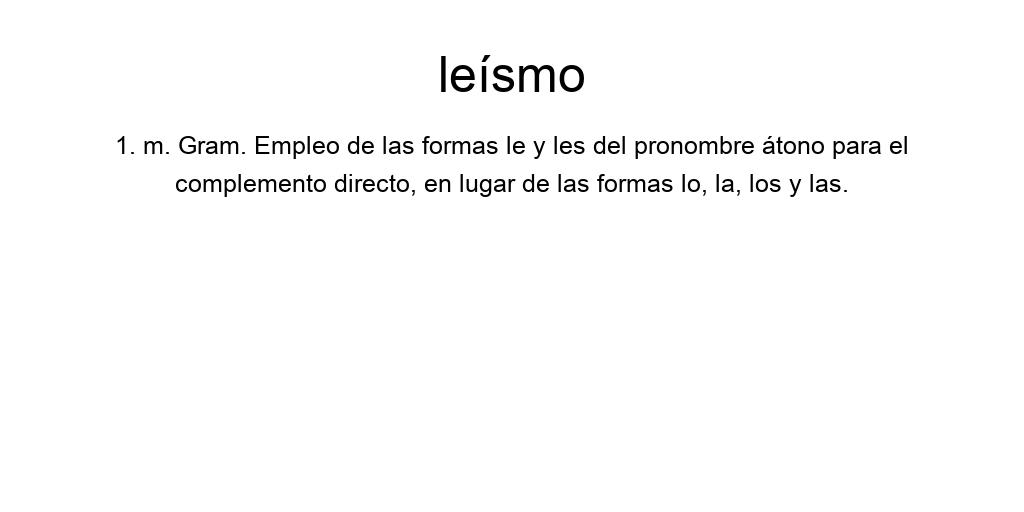 leísmo
1. m. Gram. Empleo de las formas le y les del pronombre átono para el
complemento directo, en lugar de las formas lo, la, los y las.